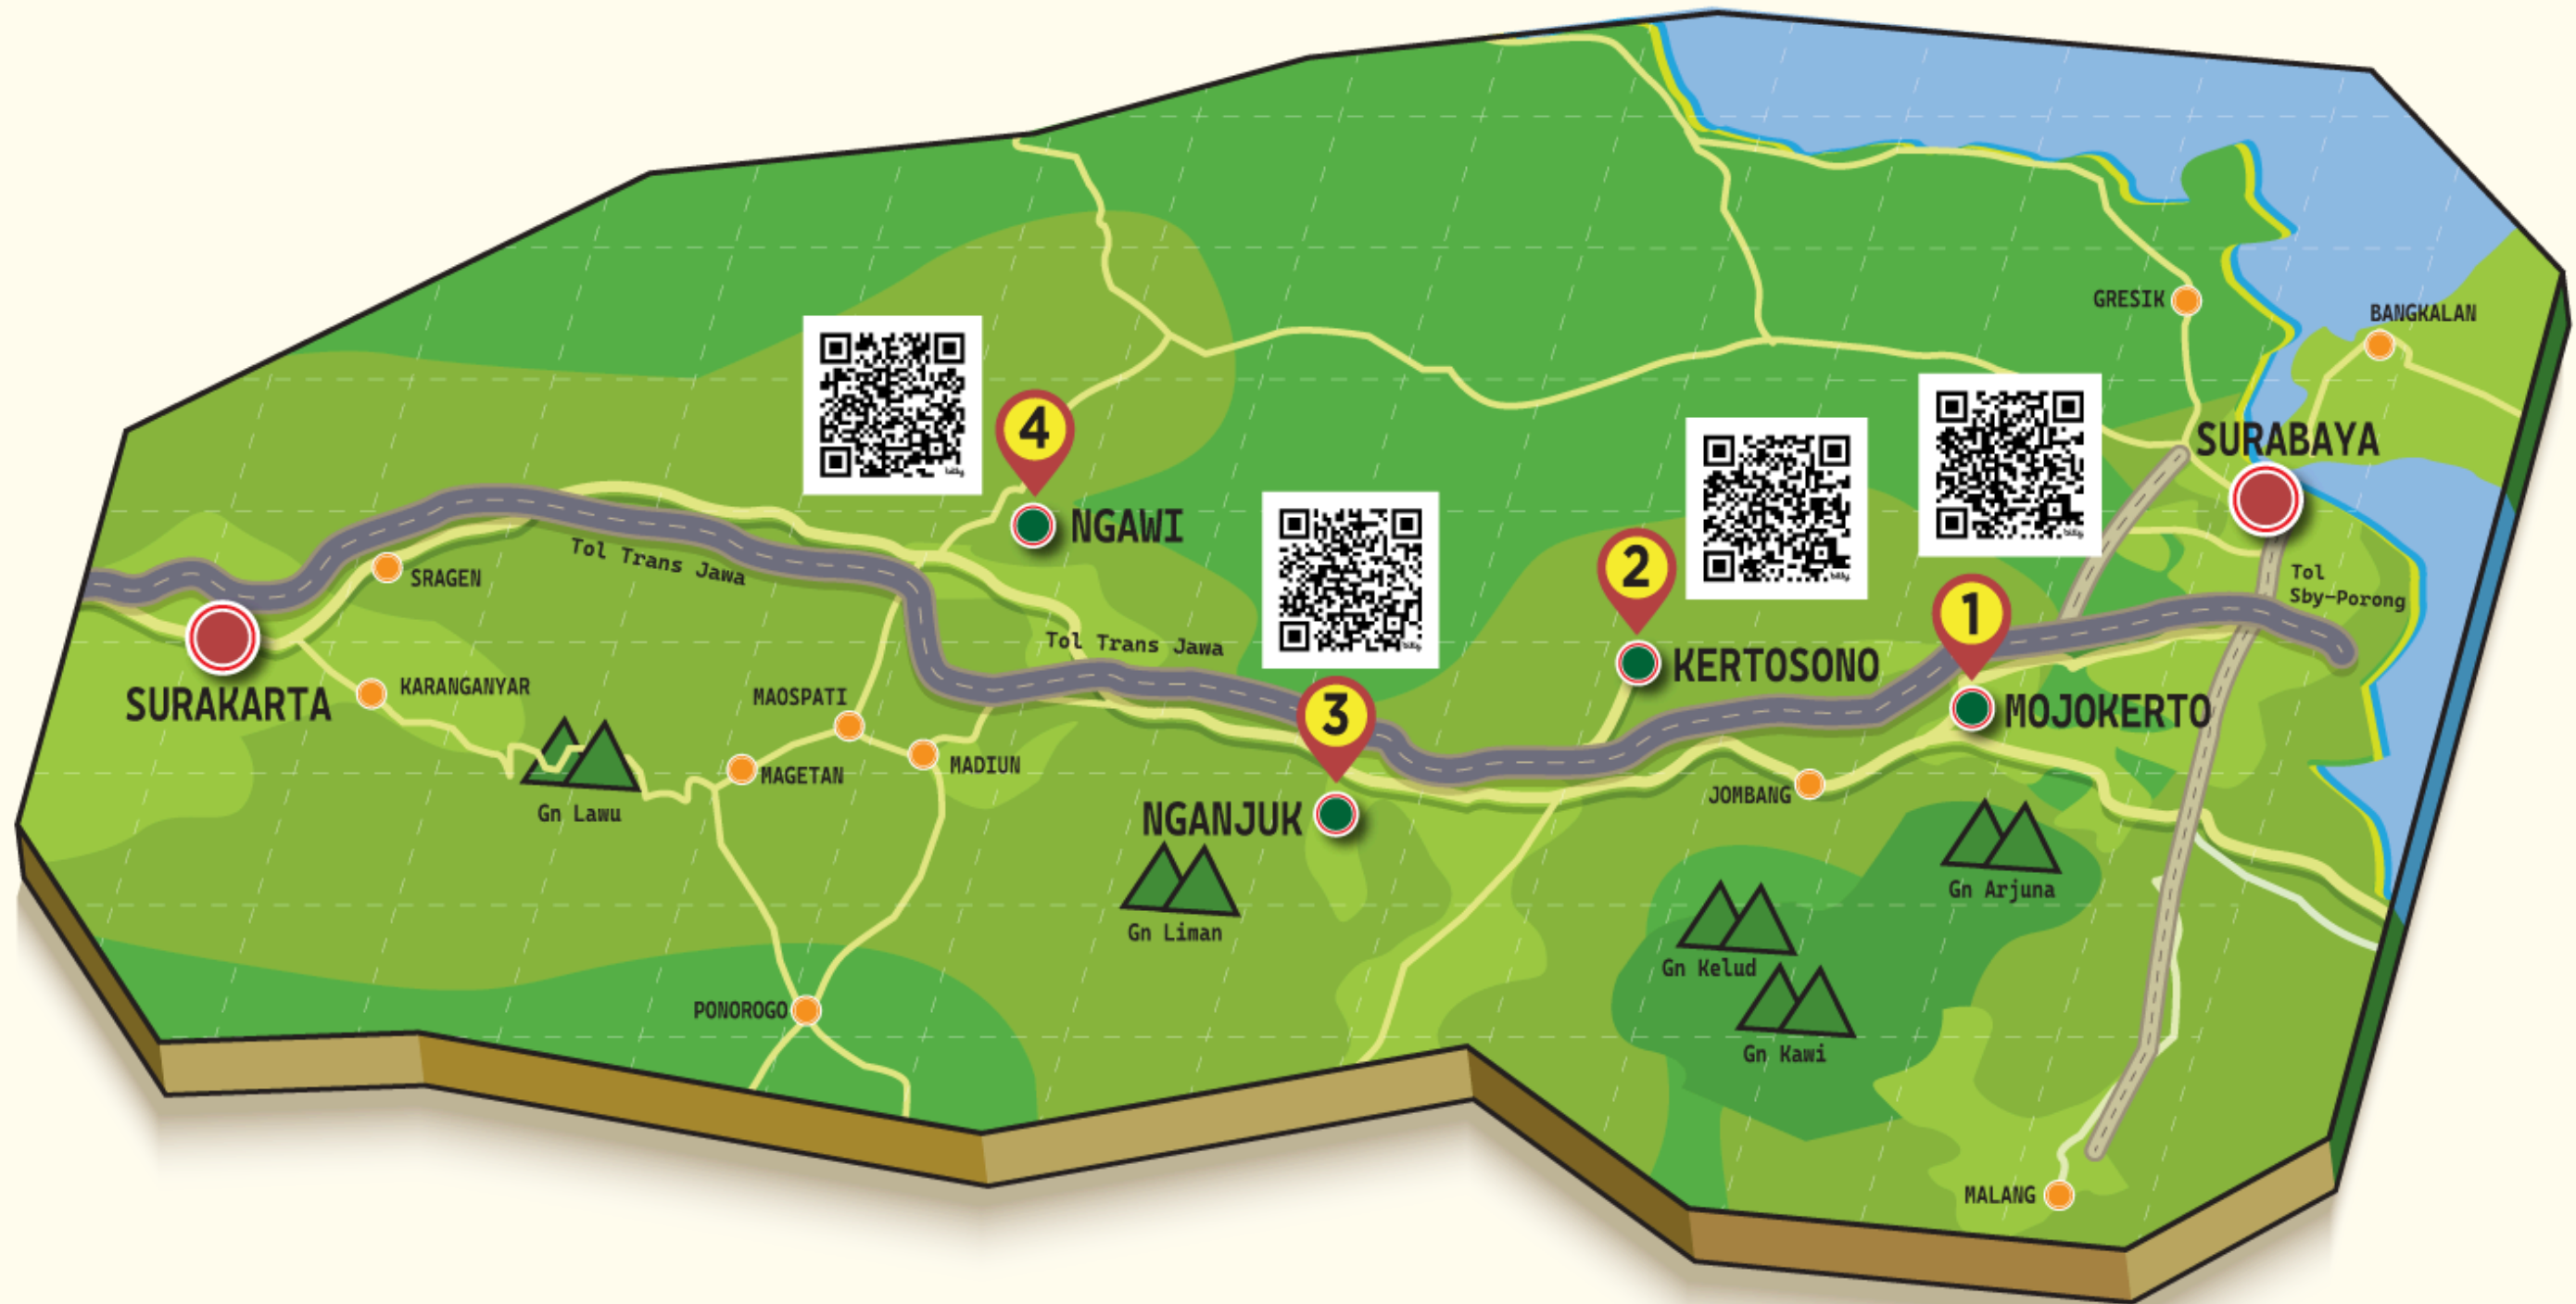 GRESIK
BANGKALAN
SURABAYA
4
NGAWI
Tol Trans Jawa
SRAGEN
2
1
Tol
Sby-Porong
Tol Trans Jawa
KERTOSONO
SURAKARTA
KARANGANYAR
MAOSPATI
3
MOJOKERTO
MAGETAN
MADIUN
JOMBANG
Gn Lawu
NGANJUK
Gn Liman
Gn Arjuna
Gn Kelud
PONOROGO
Gn Kawi
MALANG